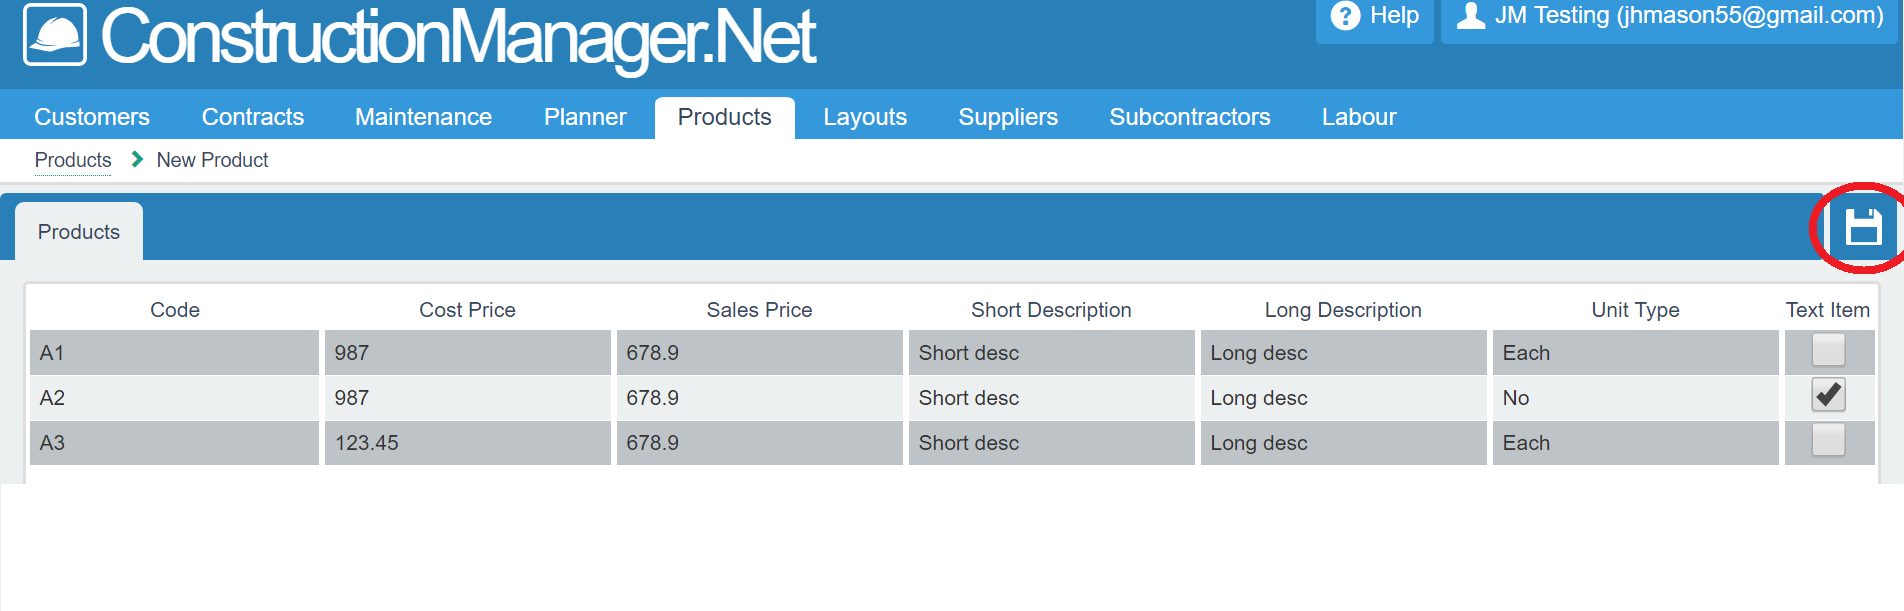 ConstructionManager.Net
? Help
JM Testing (jhmason55@gmail.com)
Customers Contracts Maintenance Planner Products Layouts Suppliers Subcontractors Labour
Products New Product
Products
Code Cost Price Sales Price Short Description Long Description Unit Type Text Item
A1 987 678.9 Short desc Long desc Each
A2 987 678.9 Short desc Long desc No
A3 123.45 678.9 Short desc Long desc Each